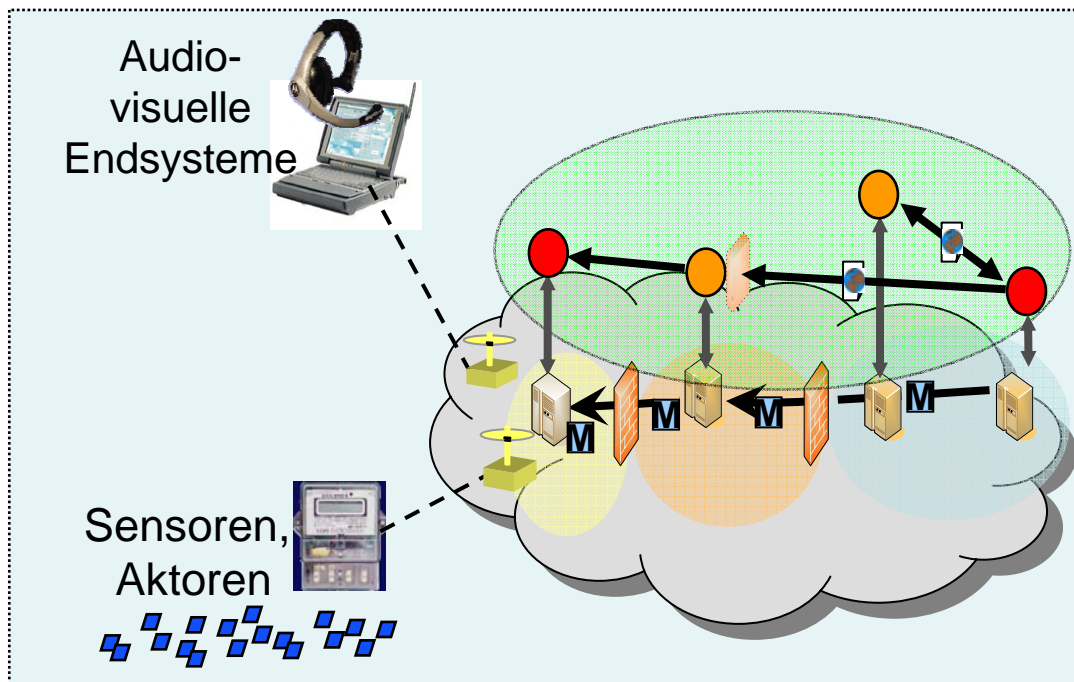 Audio-
visuelle
Endsysteme
Sensoren,
Aktoren
M
M
M
M